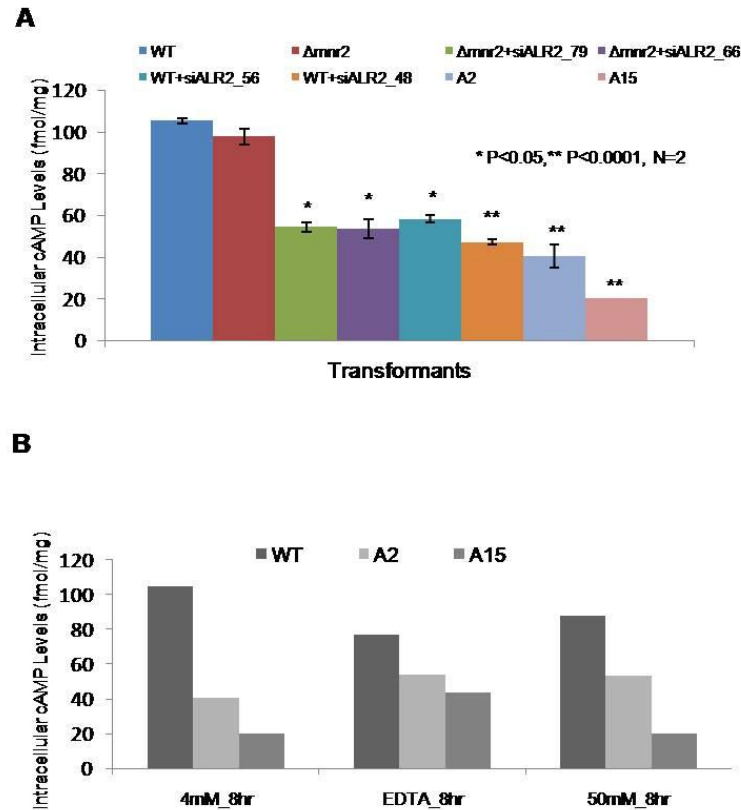 A
WT Δmnr2 Δmnr2+siALR2_79 Δmnr2+siALR2_66
WT+siALR2_56 WT+siALR2_48 A2 A15
Intracellular cAMP Levels (fmol/mg)
120
100
80
60
40
20
0
* P<0.05,** P<0.0001, N=2
* * * ** ** **
Transformants
B
Intracellular cAMP Levels (fmol/mg)
120
100
80
60
40
20
0
WT A2 A15
4mM_8hr EDTA_8hr 50mM_8hr